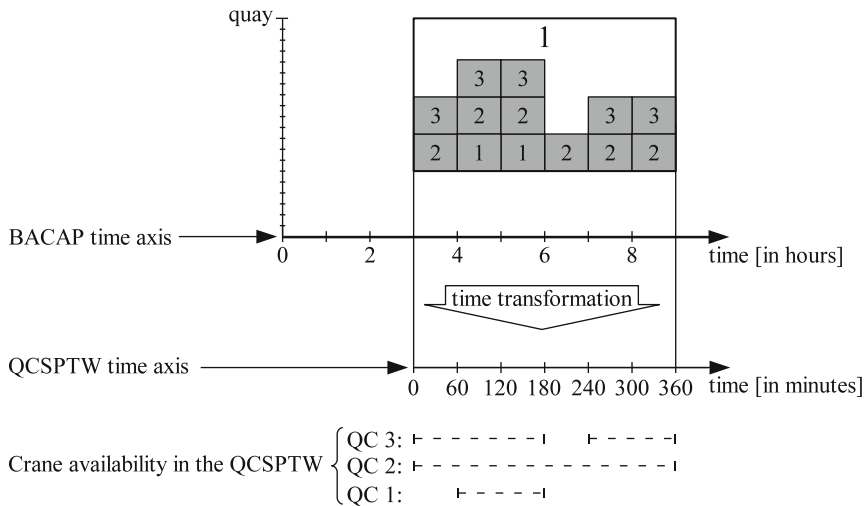 quay
1
3 3
3 2 2 3 3
2 1 1 2 2 2
BACAP time axis
0 2 4 6 8 time [in hours]
time transformation
QCSPTW time axis
0 60 120 180 240 300 360 time [in minutes]
QC 3:
Crane availability in the QCSPTW QC 2:
QC 1: